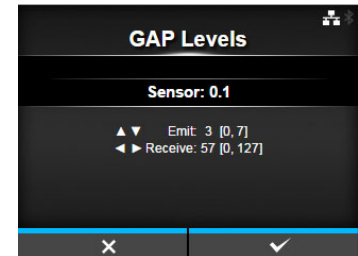 GAP Levels
Sensor: 0.1
▲ ▼ Emit: 3 [0, 7]
◄ ► Receive: 57 [0, 127]